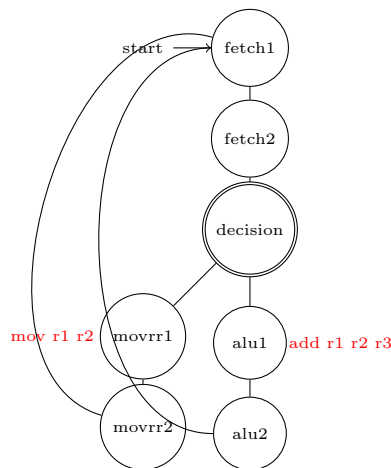 start
fetch1
fetch2
decision
mov r1 r2
movrr1
alu1
add r1 r2 r3
movrr2
alu2